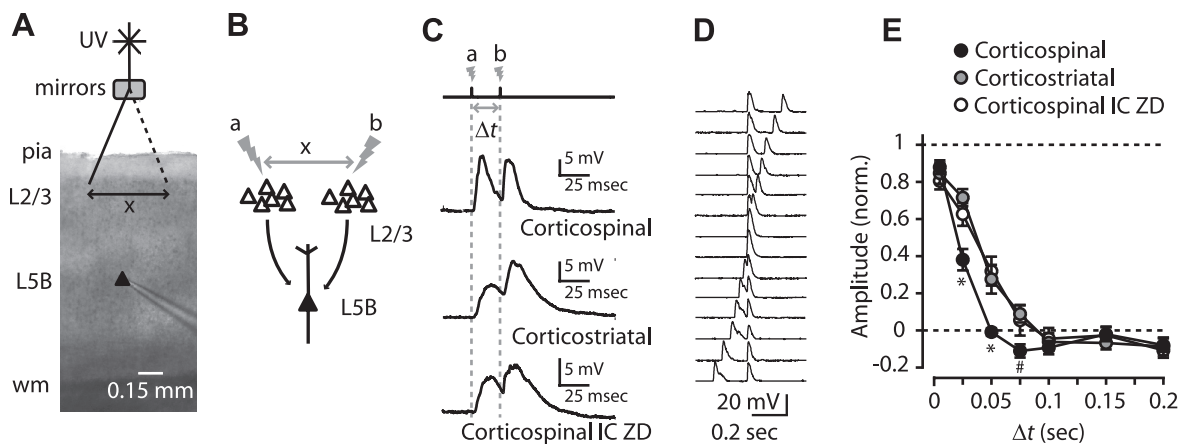 A
UV
mirrors
pia
L2/3
x
L5B
wm
0.15 mm
B
a
b
x
L2/3
L5B
C
a
b
Δt
5 mV
25 msec
Corticospinal
5 mV
25 msec
Corticostriatal
5 mV
25 msec
Corticospinal IC ZD
D
20 mV
0.2 sec
E
Corticospinal
Corticostriatal
Corticospinal IC ZD
Amplitude (norm.)
1
0.8
0.6
0.4
0.2
0
-0.2
*
*
#
0
0.05
0.1
0.15
0.2
Δt (sec)